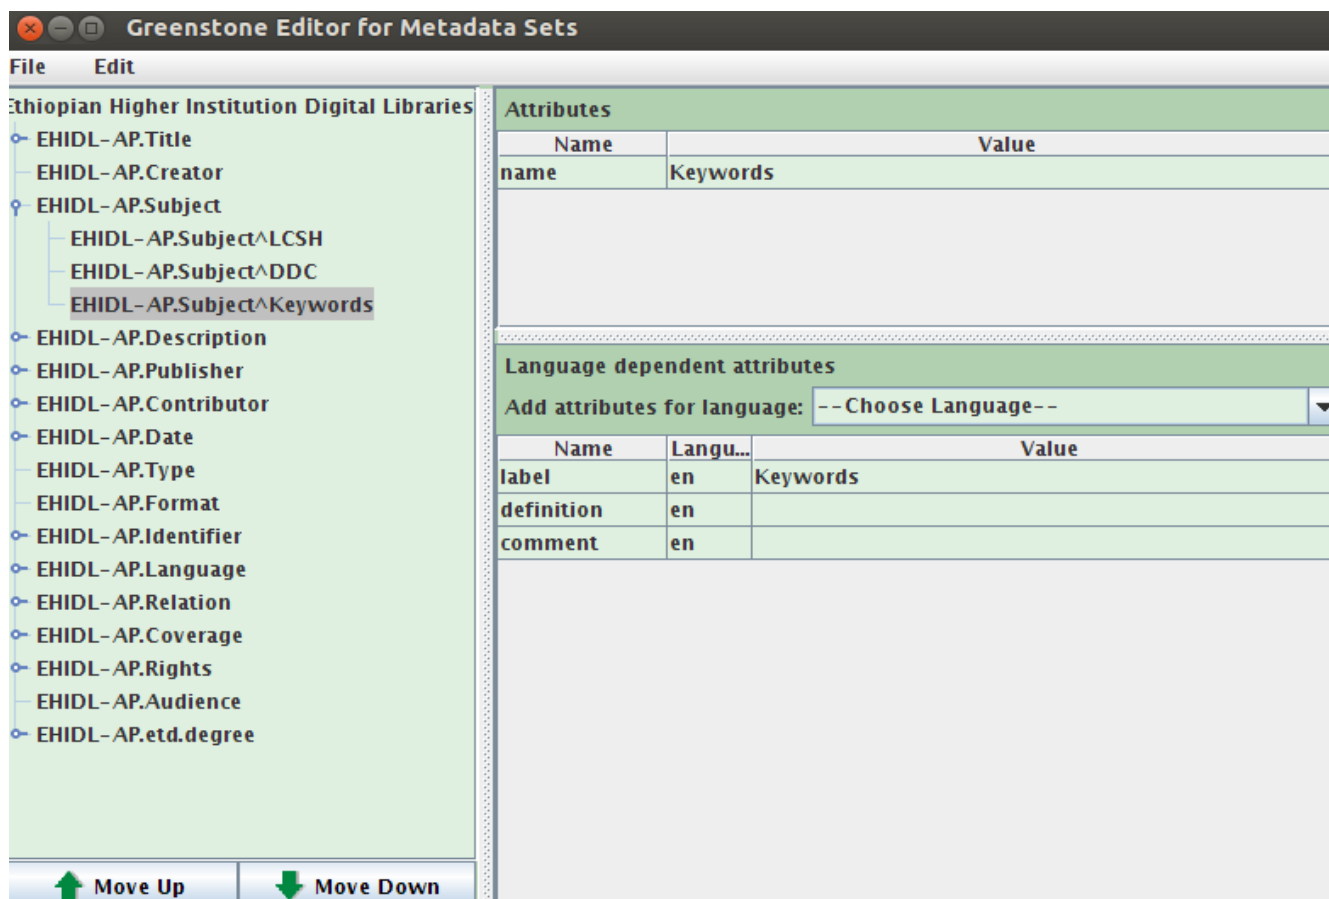 Greenstone Editor for Metadata Sets
File Edit
Ethiopian Higher Institution Digital Libraries
EHIDL-AP.Title
EHIDL-AP.Creator
EHIDL-AP.Subject
EHIDL-AP.Subject^LCSH
EHIDL-AP.Subject^DDC
EHIDL-AP.Subject^Keywords
EHIDL-AP.Description
EHIDL-AP.Publisher
EHIDL-AP.Contributor
EHIDL-AP.Date
EHIDL-AP.Type
EHIDL-AP.Format
EHIDL-AP.Identifier
EHIDL-AP.Language
EHIDL-AP.Relation
EHIDL-AP.Coverage
EHIDL-AP.Rights
EHIDL-AP.Audience
EHIDL-AP.etd.degree
Move Up Move Down
Attributes
Name Value
name Keywords
Language dependent attributes
Add attributes for language: --Choose Language--
Name Langu... Value
label en Keywords
definition en
comment en